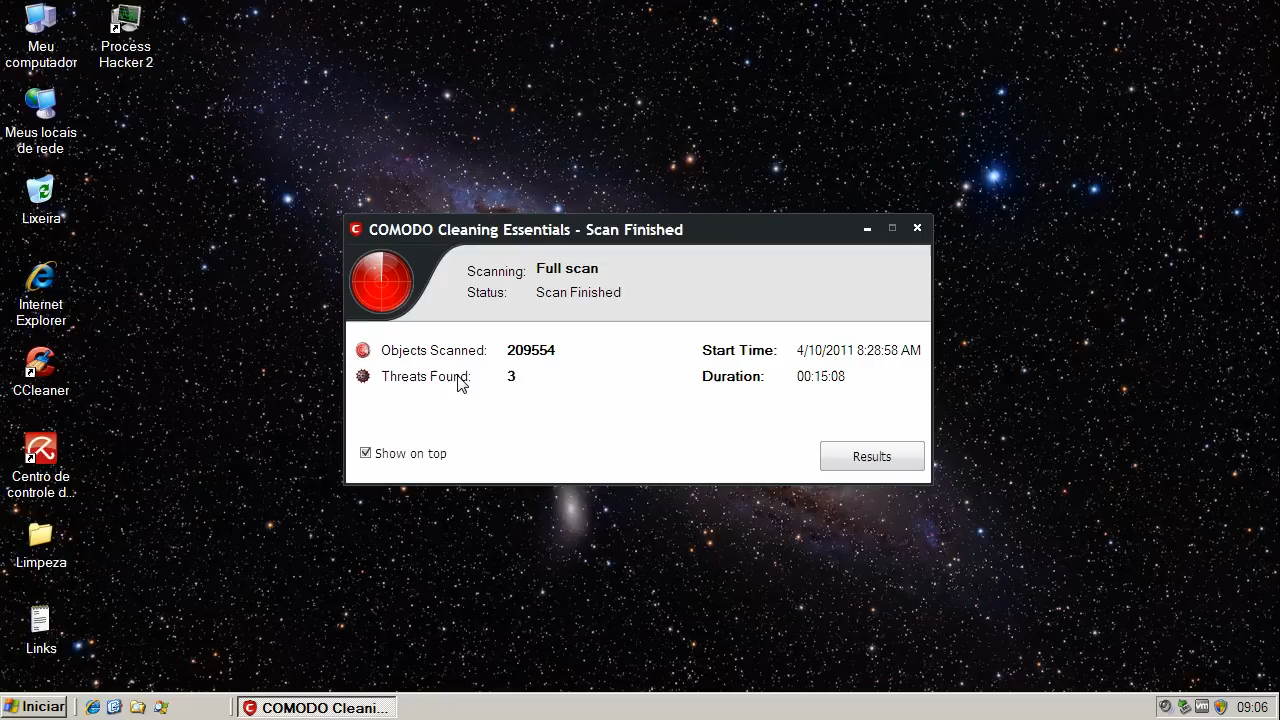 Meu
computador
Process
Hacker 2
Meus locais
de rede
Lixeira
Internet
Explorer
CCleaner
Centro de
controle d...
Limpeza
Links
COMODO Cleaning Essentials - Scan Finished
Scanning: Full scan
Status: Scan Finished
Objects Scanned: 209554
Start Time: 4/10/2011 8:28:58 AM
Threats Found: 3
Duration: 00:15:08
Show on top
Results
Iniciar
COMODO Cleani...
09:06